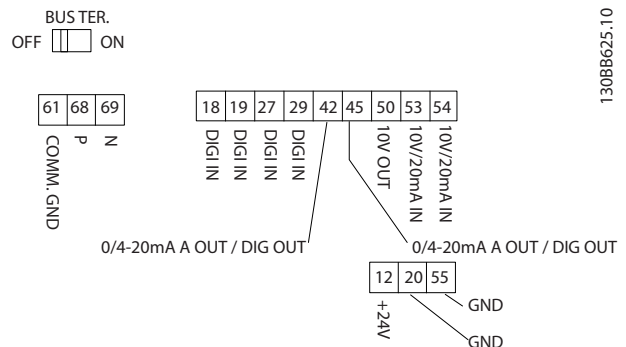 BUS TER.
OFF ON
130BB625.10
61 68 69
COMM. GND
P
N
18 19 27 29 42 45 50 53 54
DIGI IN
DIGI IN
DIGI IN
DIGI IN
10V OUT
10V/20mA IN
10V/20mA IN
0/4-20mA A OUT / DIG OUT
0/4-20mA A OUT / DIG OUT
12 20 55
+24V
GND
GND